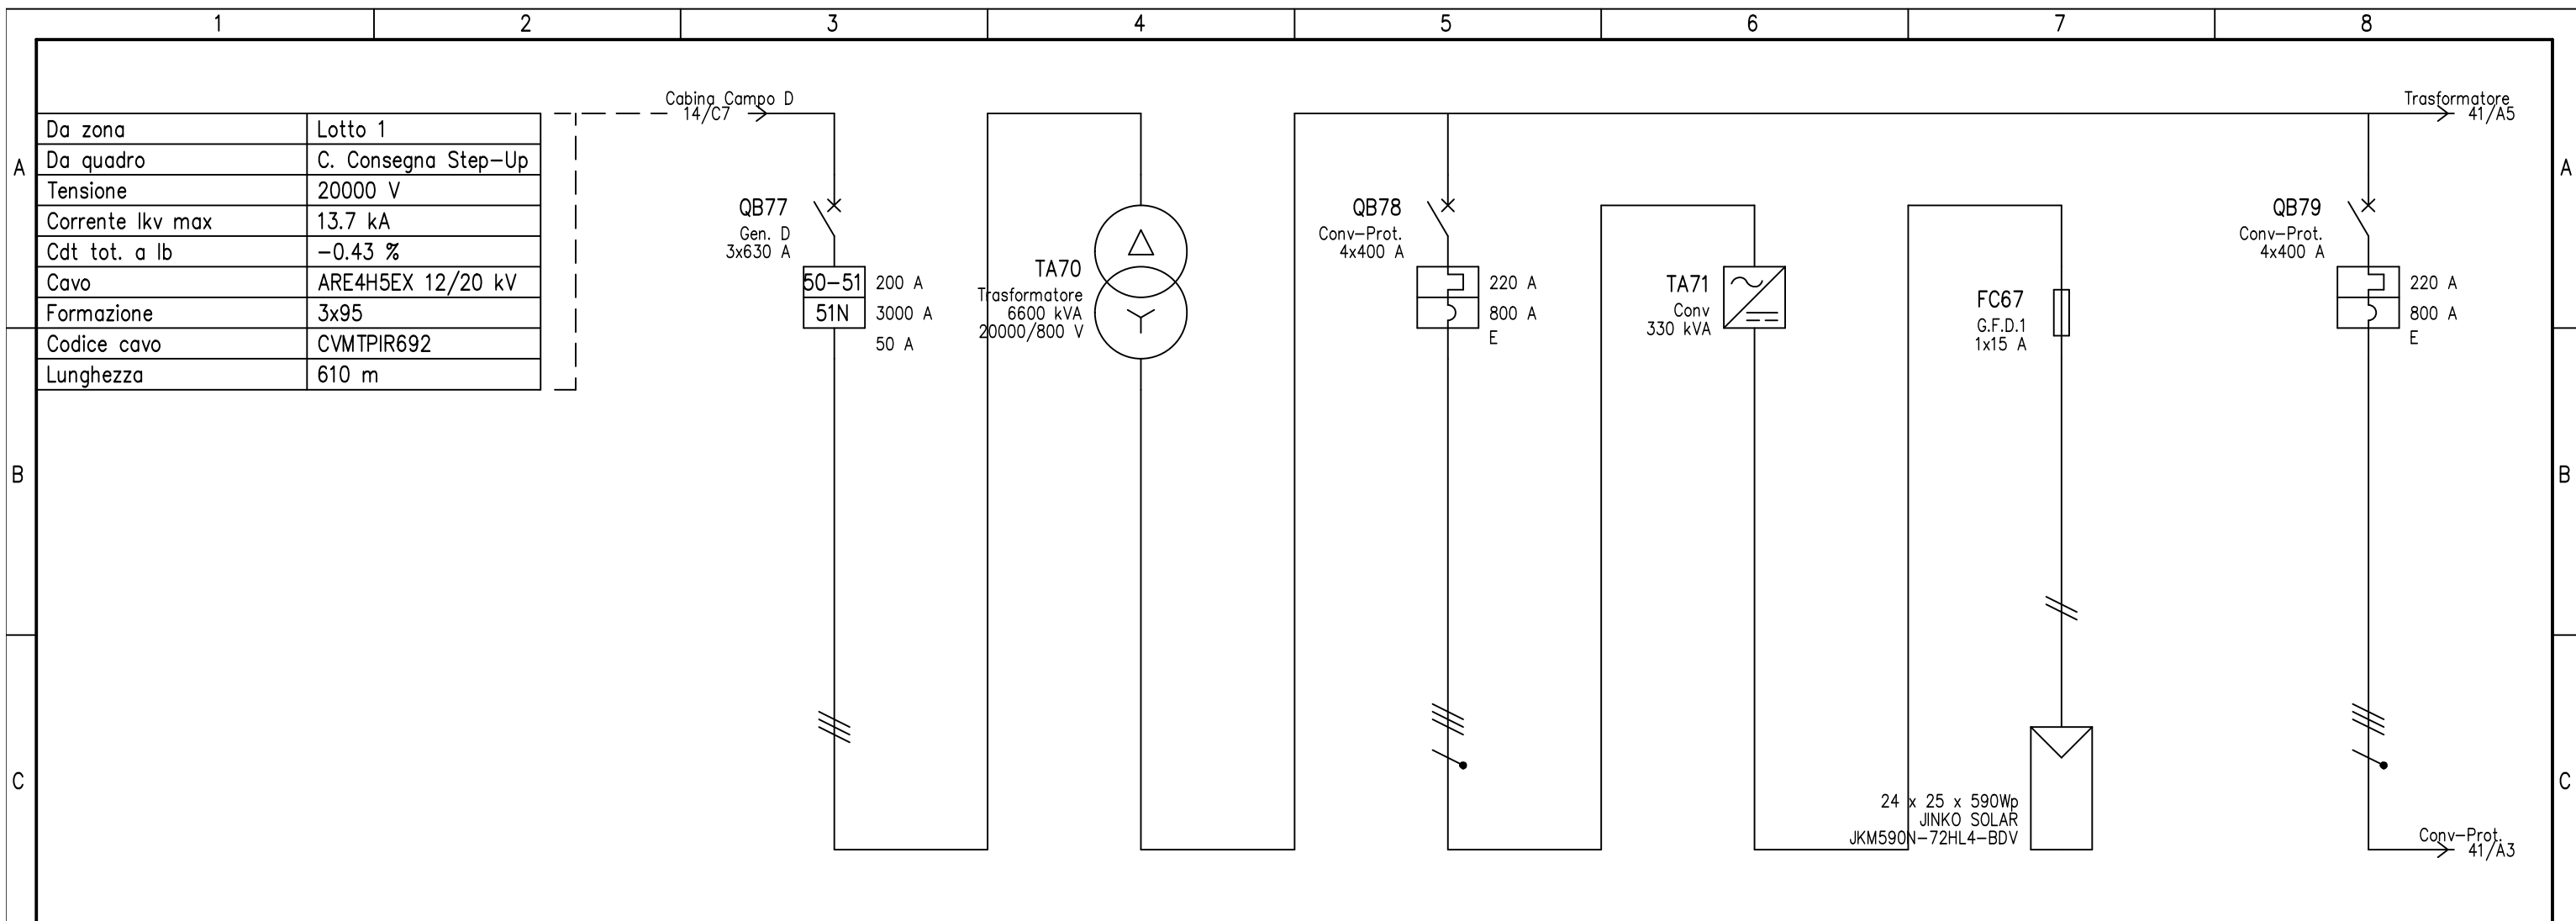 1 2 3 4 5 6 7 8
A
B
C
Da zona Lotto 1
Da quadro C. Consegna Step-Up
Tensione 20000 V
Corrente Ikv max 13.7 kA
Cdt tot. a Ib -0.43 %
Cavo ARE4H5EX 12/20 kV
Formazione 3x95
Codice cavo CVMTPIR692
Lunghezza 610 m
Cabina Campo D
14/C7
QB77
Gen. D
3x630 A
50-51 200 A
51N 3000 A
50 A
TA70
Trasformatore
6600 kVA
20000/800 V
QB78
Conv-Prot.
4x400 A
220 A
800 A
E
TA71
Conv
330 kVA
FC67
G.F.D.1
1x15 A
24 x 25 x 590Wp
JINKO SOLAR
JKM590N-72HL4-BDV
Trasformatore
41/A5
QB79
Conv-Prot.
4x400 A
220 A
800 A
E
Conv-Prot.
41/A3
A
B
C